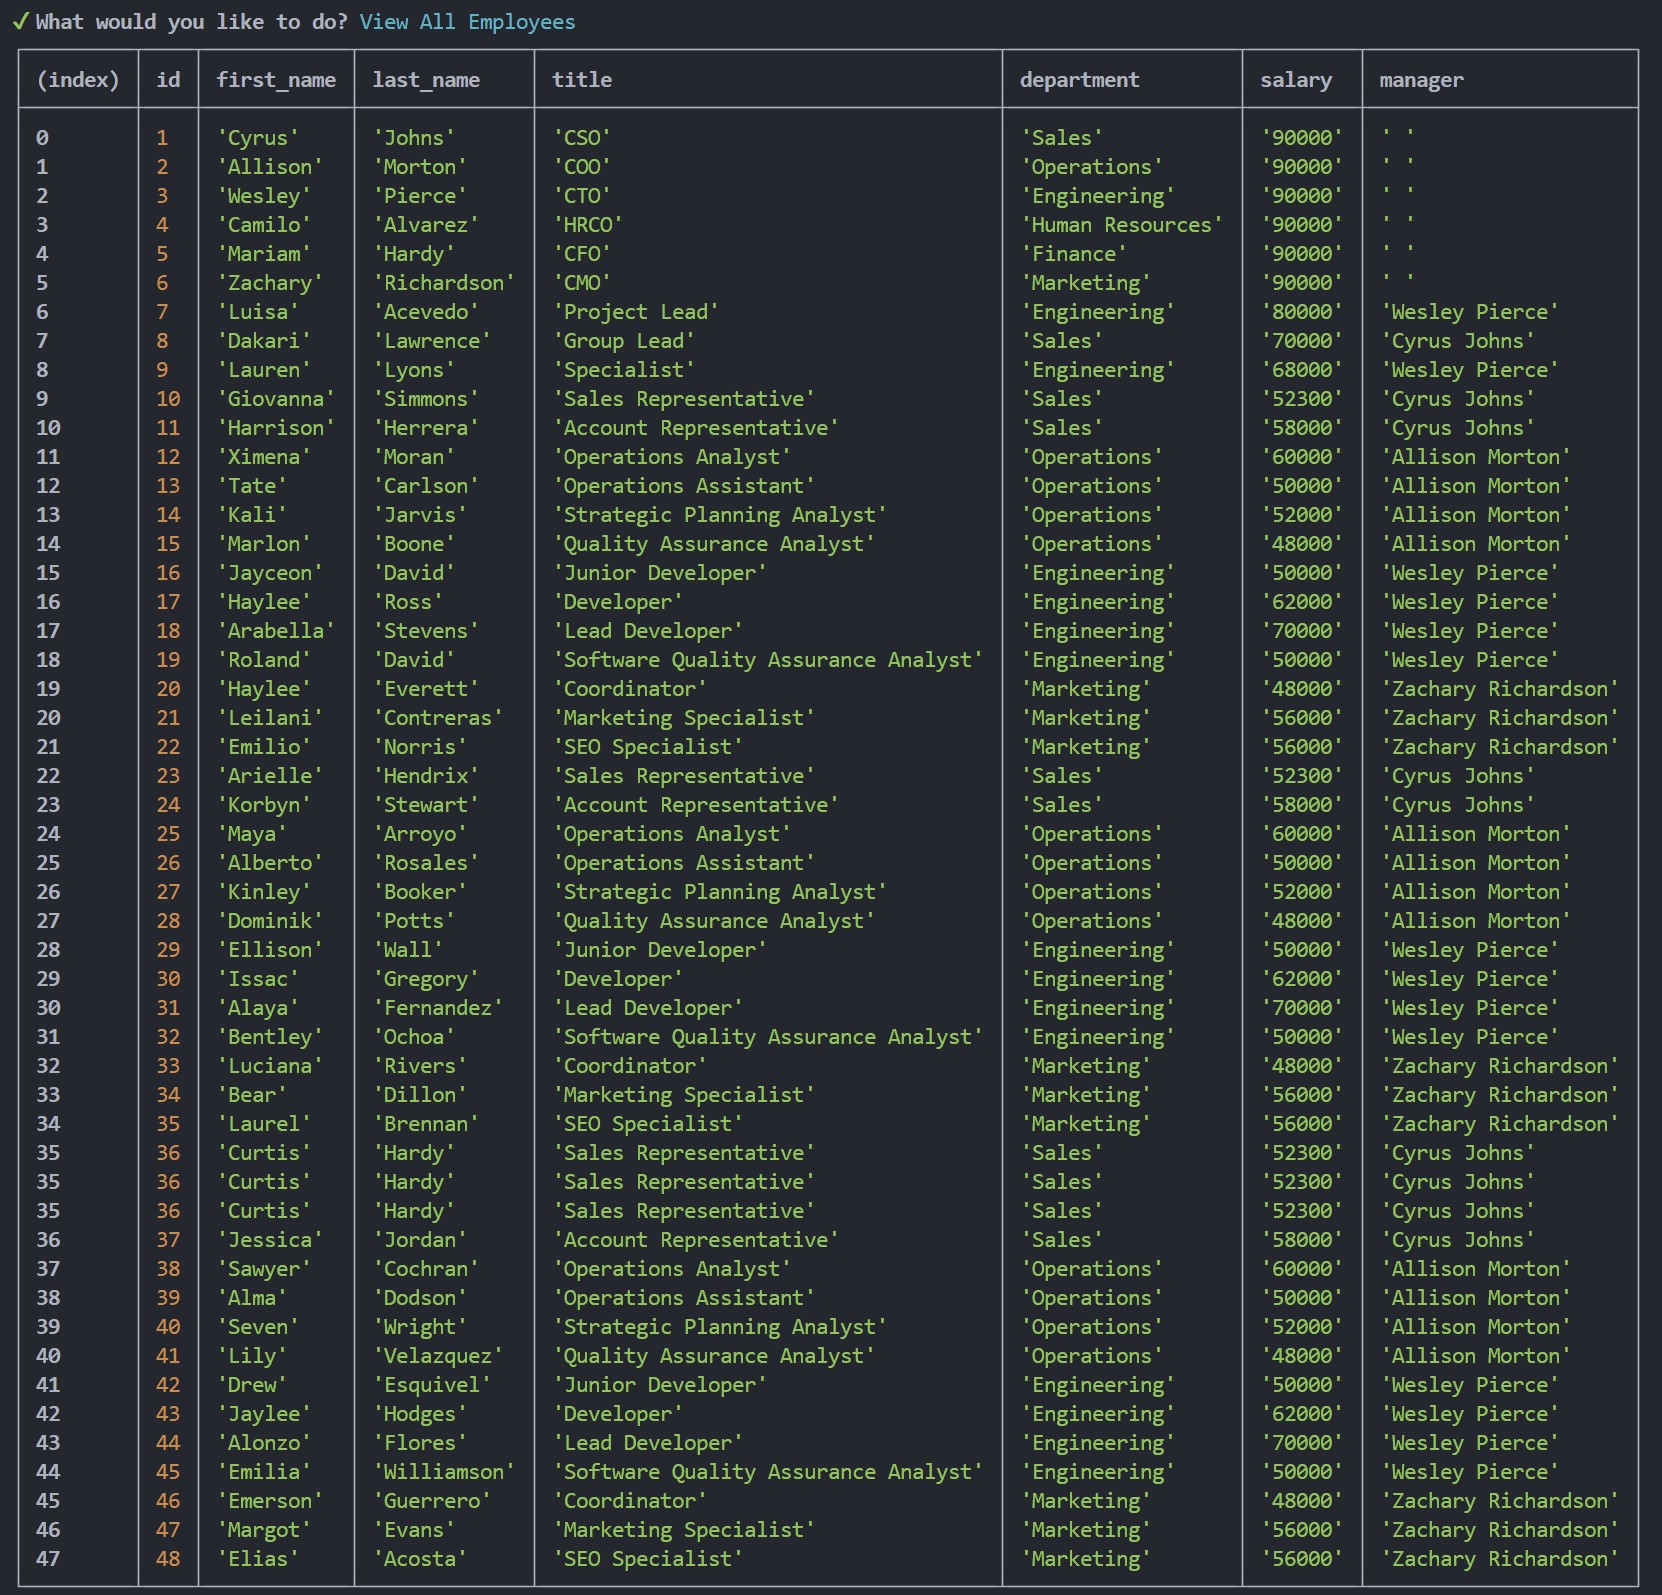 ✓ What would you like to do? View All Employees
(index) id first_name last_name title department salary manager
0 1 'Cyrus' 'Johns' 'CSO' 'Sales' '90000' ' '
1 2 'Allison' 'Morton' 'COO' 'Operations' '90000' ' '
2 3 'Wesley' 'Pierce' 'CTO' 'Engineering' '90000' ' '
3 4 'Camilo' 'Alvarez' 'HRCO' 'Human Resources' '90000' ' '
4 5 'Mariam' 'Hardy' 'CFO' 'Finance' '90000' ' '
5 6 'Zachary' 'Richardson' 'CMO' 'Marketing' '90000' ' '
6 7 'Luisa' 'Acevedo' 'Project Lead' 'Engineering' '80000' 'Wesley Pierce'
7 8 'Dakari' 'Lawrence' 'Group Lead' 'Sales' '70000' 'Cyrus Johns'
8 9 'Lauren' 'Lyons' 'Specialist' 'Engineering' '68000' 'Wesley Pierce'
9 10 'Giovanna' 'Simmons' 'Sales Representative' 'Sales' '52300' 'Cyrus Johns'
10 11 'Harrison' 'Herrera' 'Account Representative' 'Sales' '58000' 'Cyrus Johns'
11 12 'Ximena' 'Moran' 'Operations Analyst' 'Operations' '60000' 'Allison Morton'
12 13 'Tate' 'Carlson' 'Operations Assistant' 'Operations' '50000' 'Allison Morton'
13 14 'Kali' 'Jarvis' 'Strategic Planning Analyst' 'Operations' '52000' 'Allison Morton'
14 15 'Marlon' 'Boone' 'Quality Assurance Analyst' 'Operations' '48000' 'Allison Morton'
15 16 'Jayceon' 'David' 'Junior Developer' 'Engineering' '50000' 'Wesley Pierce'
16 17 'Haylee' 'Ross' 'Developer' 'Engineering' '62000' 'Wesley Pierce'
17 18 'Arabella' 'Stevens' 'Lead Developer' 'Engineering' '70000' 'Wesley Pierce'
18 19 'Roland' 'David' 'Software Quality Assurance Analyst' 'Engineering' '50000' 'Wesley Pierce'
19 20 'Haylee' 'Everett' 'Coordinator' 'Marketing' '48000' 'Zachary Richardson'
20 21 'Leilani' 'Contreras' 'Marketing Specialist' 'Marketing' '56000' 'Zachary Richardson'
21 22 'Emilio' 'Norris' 'SEO Specialist' 'Marketing' '56000' 'Zachary Richardson'
22 23 'Arielle' 'Hendrix' 'Sales Representative' 'Sales' '52300' 'Cyrus Johns'
23 24 'Korbyn' 'Stewart' 'Account Representative' 'Sales' '58000' 'Cyrus Johns'
24 25 'Maya' 'Arroyo' 'Operations Analyst' 'Operations' '60000' 'Allison Morton'
25 26 'Alberto' 'Rosales' 'Operations Assistant' 'Operations' '50000' 'Allison Morton'
26 27 'Kinley' 'Booker' 'Strategic Planning Analyst' 'Operations' '52000' 'Allison Morton'
27 28 'Dominik' 'Potts' 'Quality Assurance Analyst' 'Operations' '48000' 'Allison Morton'
28 29 'Ellison' 'Wall' 'Junior Developer' 'Engineering' '50000' 'Wesley Pierce'
29 30 'Issac' 'Gregory' 'Developer' 'Engineering' '62000' 'Wesley Pierce'
30 31 'Alaya' 'Fernandez' 'Lead Developer' 'Engineering' '70000' 'Wesley Pierce'
31 32 'Bentley' 'Ochoa' 'Software Quality Assurance Analyst' 'Engineering' '50000' 'Wesley Pierce'
32 33 'Luciana' 'Rivers' 'Coordinator' 'Marketing' '48000' 'Zachary Richardson'
33 34 'Bear' 'Dillon' 'Marketing Specialist' 'Marketing' '56000' 'Zachary Richardson'
34 35 'Laurel' 'Brennan' 'SEO Specialist' 'Marketing' '56000' 'Zachary Richardson'
35 36 'Curtis' 'Hardy' 'Sales Representative' 'Sales' '52300' 'Cyrus Johns'
35 36 'Curtis' 'Hardy' 'Sales Representative' 'Sales' '52300' 'Cyrus Johns'
35 36 'Curtis' 'Hardy' 'Sales Representative' 'Sales' '52300' 'Cyrus Johns'
36 37 'Jessica' 'Jordan' 'Account Representative' 'Sales' '58000' 'Cyrus Johns'
37 38 'Sawyer' 'Cochran' 'Operations Analyst' 'Operations' '60000' 'Allison Morton'
38 39 'Alma' 'Dodson' 'Operations Assistant' 'Operations' '50000' 'Allison Morton'
39 40 'Seven' 'Wright' 'Strategic Planning Analyst' 'Operations' '52000' 'Allison Morton'
40 41 'Lily' 'Velazquez' 'Quality Assurance Analyst' 'Operations' '48000' 'Allison Morton'
41 42 'Drew' 'Esquivel' 'Junior Developer' 'Engineering' '50000' 'Wesley Pierce'
42 43 'Jaylee' 'Hodges' 'Developer' 'Engineering' '62000' 'Wesley Pierce'
43 44 'Alonzo' 'Flores' 'Lead Developer' 'Engineering' '70000' 'Wesley Pierce'
44 45 'Emilia' 'Williamson' 'Software Quality Assurance Analyst' 'Engineering' '50000' 'Wesley Pierce'
45 46 'Emerson' 'Guerrero' 'Coordinator' 'Marketing' '48000' 'Zachary Richardson'
46 47 'Margot' 'Evans' 'Marketing Specialist' 'Marketing' '56000' 'Zachary Richardson'
47 48 'Elias' 'Acosta' 'SEO Specialist' 'Marketing' '56000' 'Zachary Richardson'